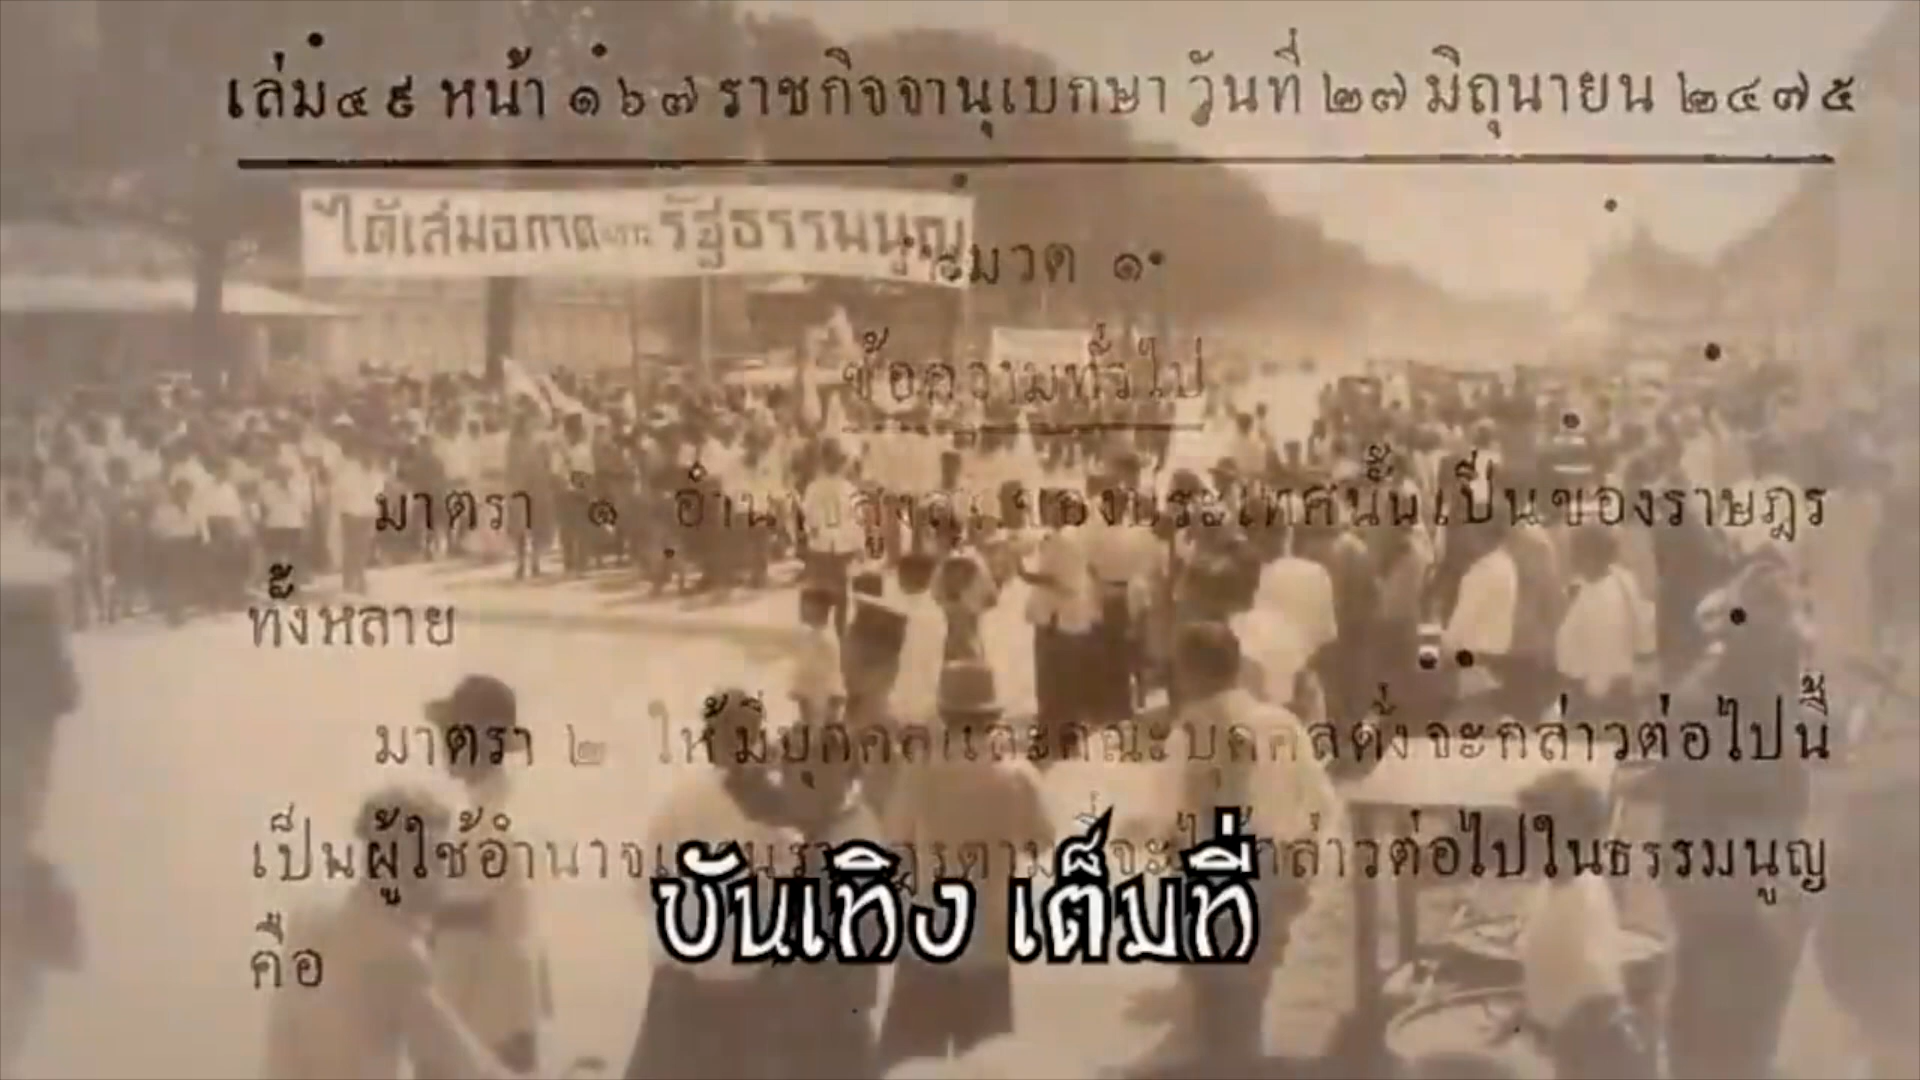 เล่ม ๔๙ หน้า ๑๖๗ ราชกิจจานุเบกษา วันที่ ๒๗ มิถุนายน ๒๔๗๕
ได้เสมอภาคเพราะรัฐธรรมนูญ
หมวด ๑
ข้อความทั่วไป
มาตรา ๑ อำนาจสูงสุดของประเทศนั้นเป็นของราษฎร
ทั้งหลาย
มาตรา ๒ ให้มีบุคคลและคณะบุคคลดั่งจะกล่าวต่อไปนี้
เป็นผู้ใช้อำนาจแทนราษฎรตามที่จะได้กล่าวต่อไปในธรรมนูญ
คือ
บันเทิง เต็มที่